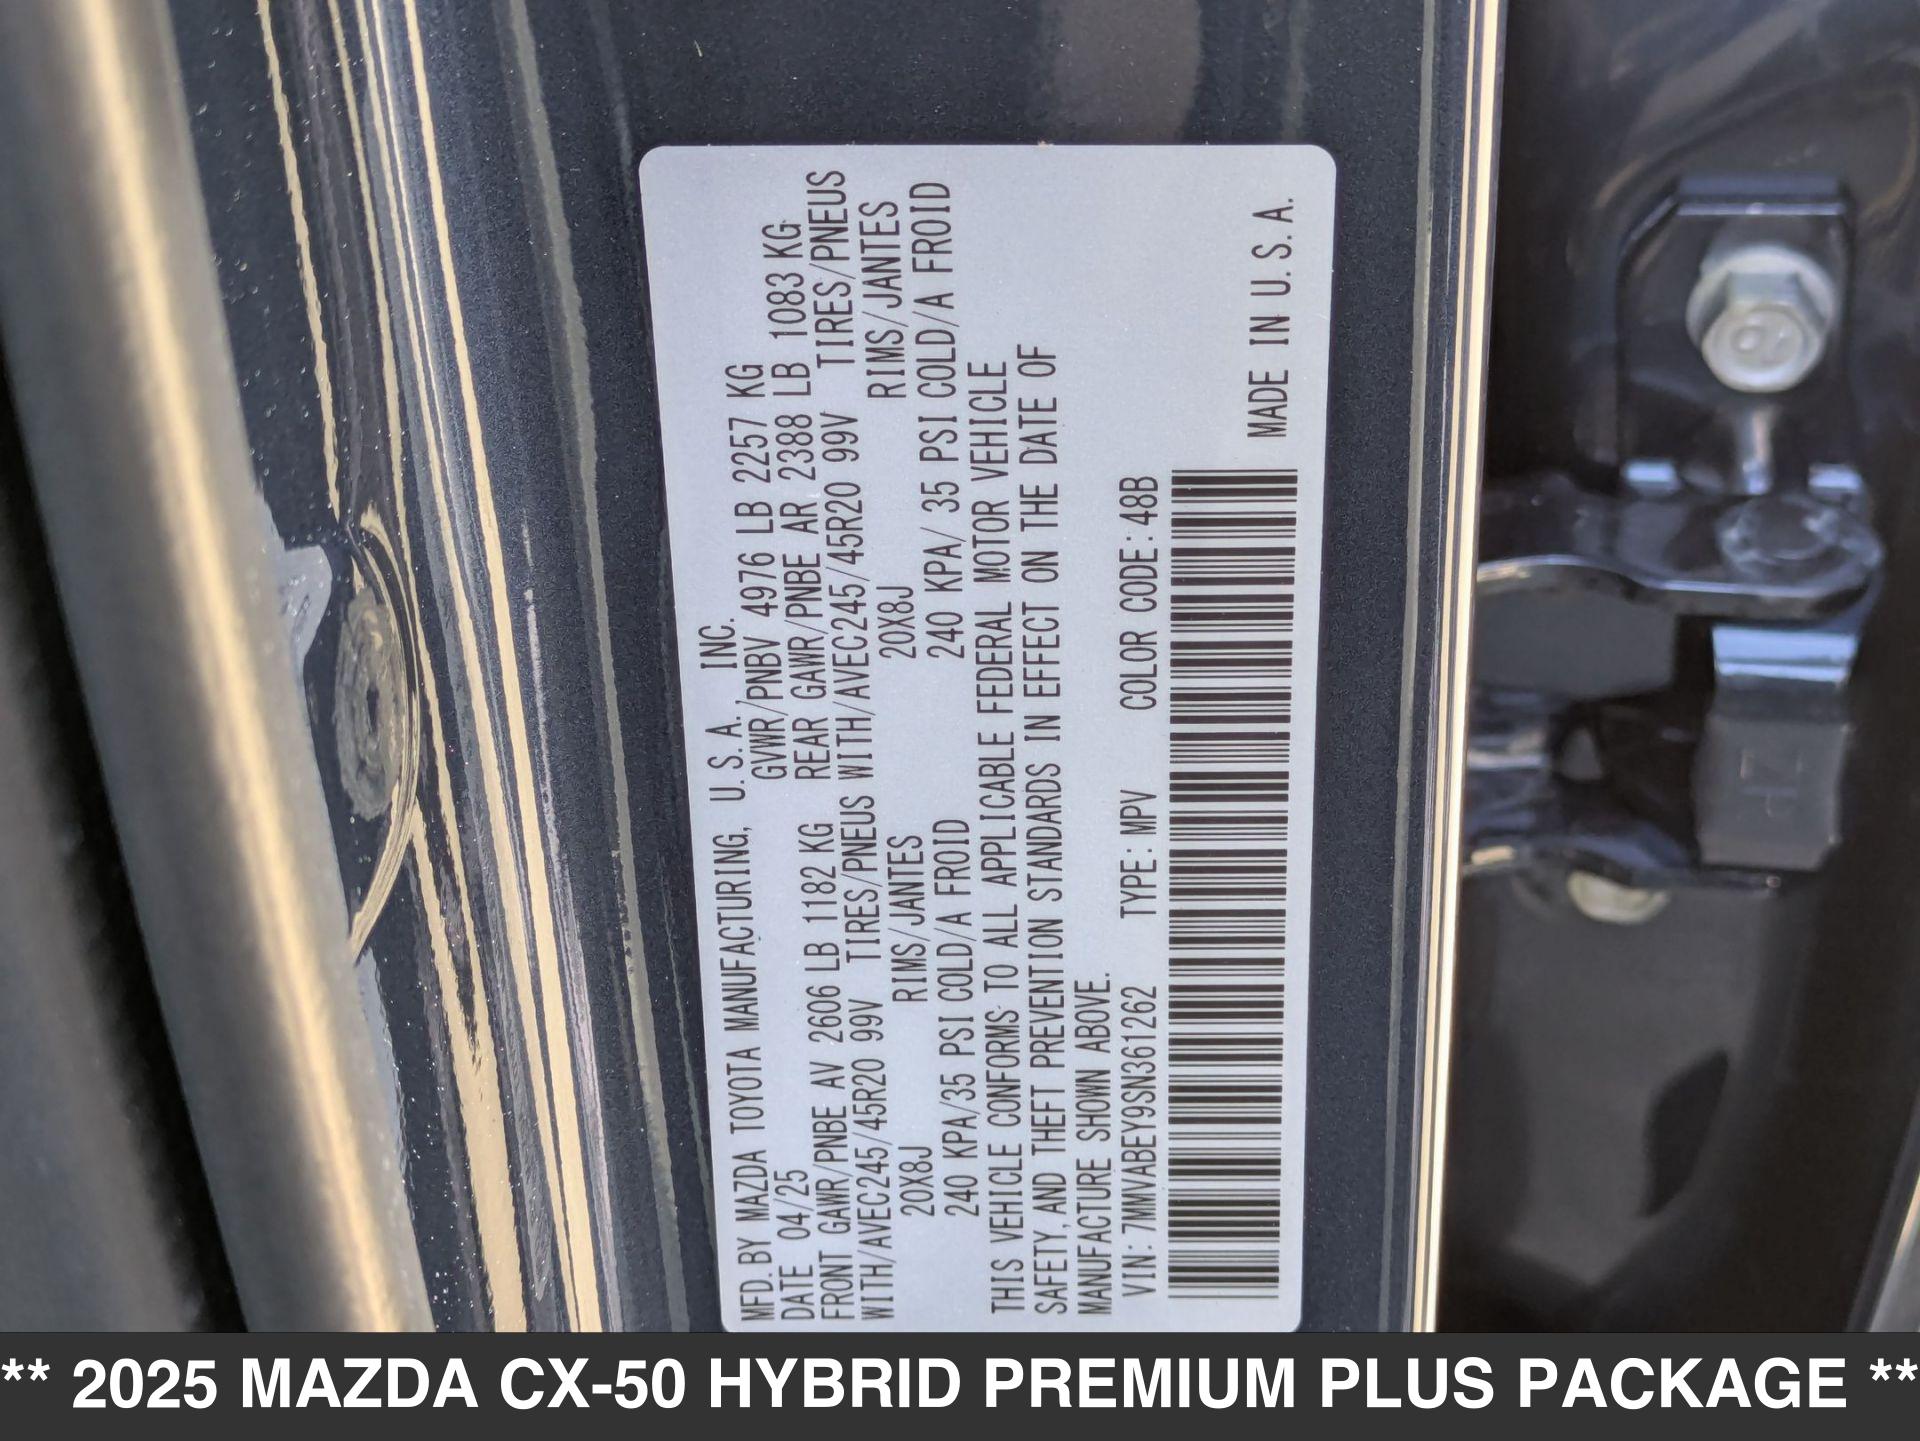 MFD. BY MAZDA TOYOTA MANUFACTURING, U. S. A., INC.
DATE 04/25 GVWR/PNBV 4976 LB 2257 KG
FRONT GAWR/PNBE AV 2606 LB 1182 KG REAR GAWR/PNBE AR 2388 LB 1083 KG
WITH/AVEC245/45R20 99V TIRES/PNEUS WITH/AVEC245/45R20 99V TIRES/PNEUS
20X8J RIMS/JANTES 20X8J RIMS/JANTES
240 KPA/35 PSI COLD/A FROID 240 KPA/ 35 PSI COLD/A FROID
THIS VEHICLE CONFORMS TO ALL APPLICABLE FEDERAL MOTOR VEHICLE
SAFETY, AND THEFT PREVENTION STANDARDS IN EFFECT ON THE DATE OF
MANUFACTURE SHOWN ABOVE.
VIN: 7MMVABEY9SN361262 TYPE: MPV COLOR CODE: 48B
MADE IN U. S. A.
** 2025 MAZDA CX-50 HYBRID PREMIUM PLUS PACKAGE **